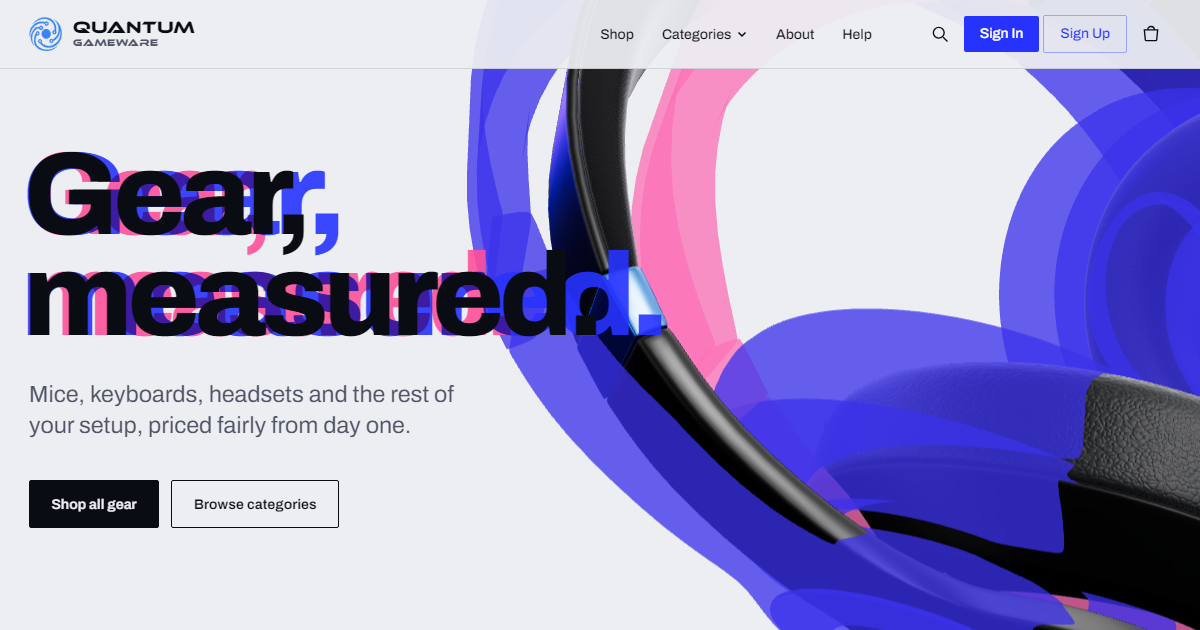 QUANTUM
GAMEWARE
Shop
Categories
About
Help
Sign In
Sign Up
Gear,
measured.
Mice, keyboards, headsets and the rest of
your setup, priced fairly from day one.
Shop all gear
Browse categories